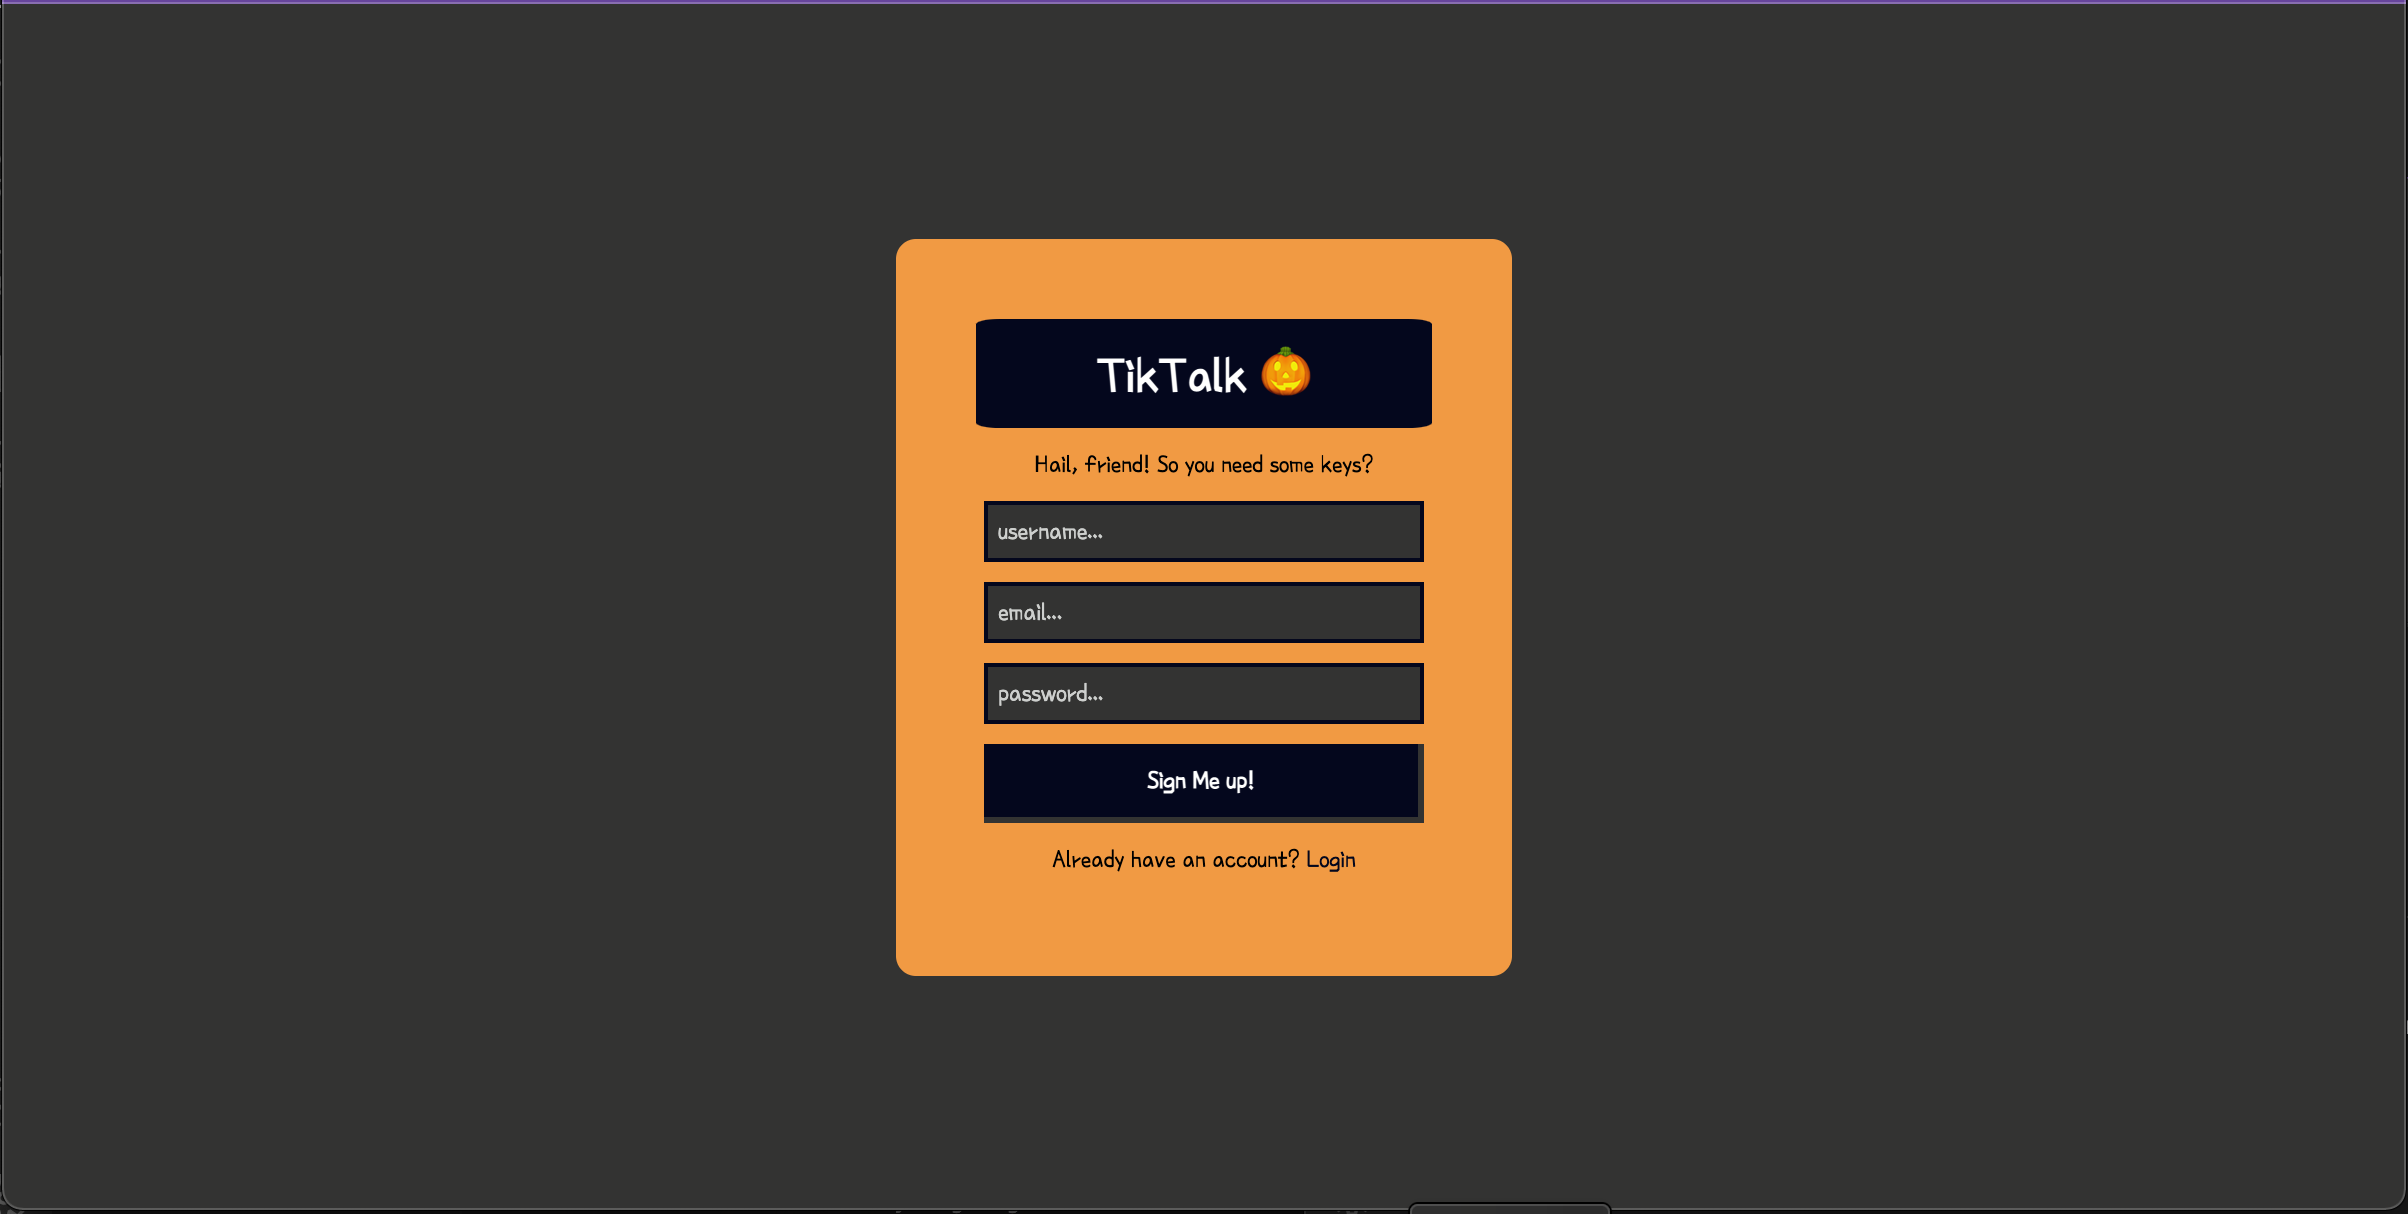 TikTalk 🎃
Hail, friend! So you need some keys?
username...
email...
password...
Sign Me up!
Already have an account? Login